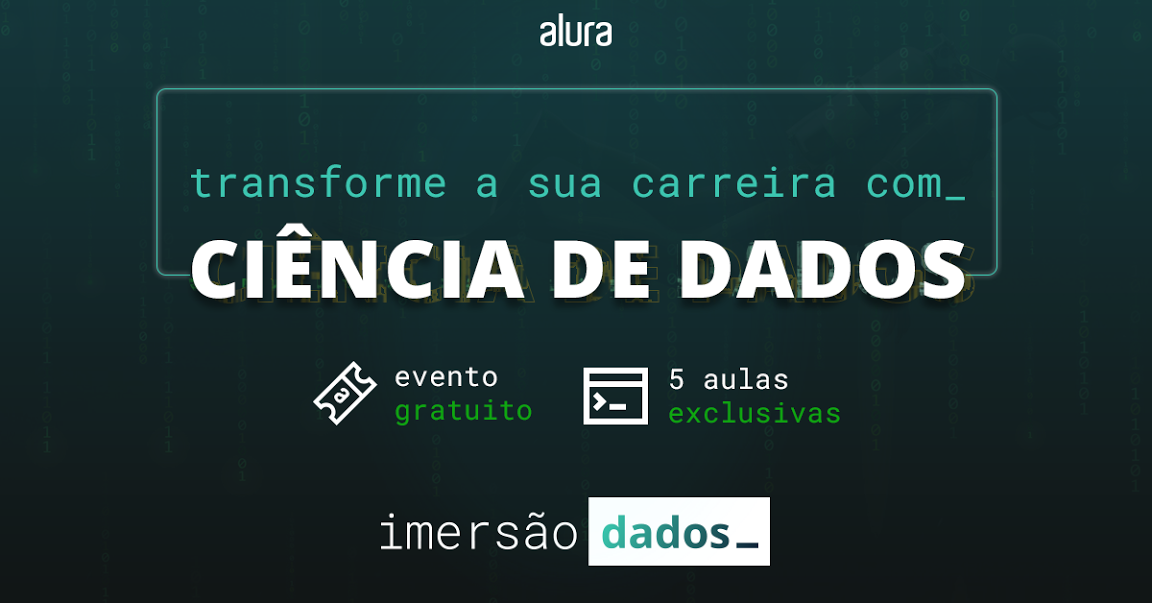 alura
transforme a sua carreira com_
CIÊNCIA DE DADOS
evento
gratuito
5 aulas
exclusivas
imersão dados_